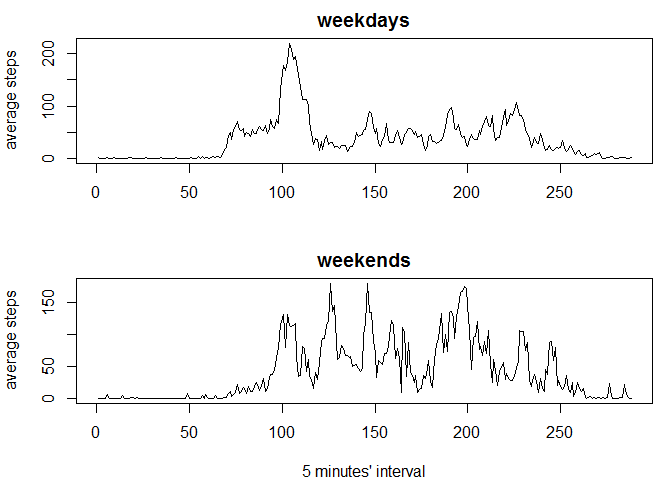 weekdays
average steps
200
100
0
0 50 100 150 200 250
weekends
average steps
150
50
0
0 50 100 150 200 250
5 minutes' interval